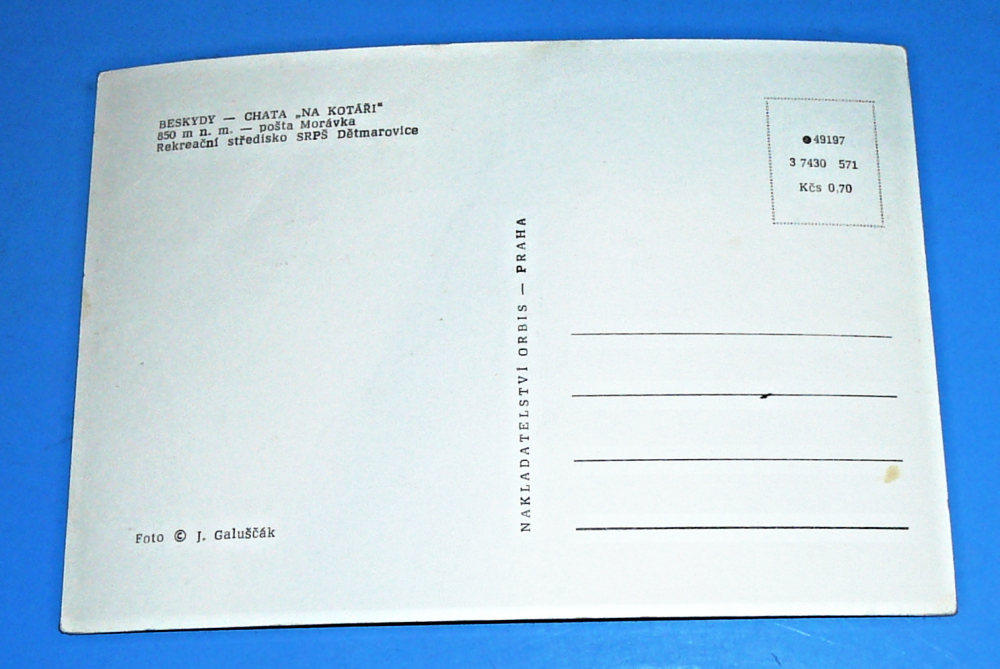 BESKYDY — CHATA „NA KOTÁŘI"
850 m n. m. — pošta Morávka
Rekreační středisko SRPŠ Dětmarovice
49197
3 7430 571
Kčs 0,70
NAKLADATELSTVÍ ORBIS — PRAHA
Foto © J. Galuščák